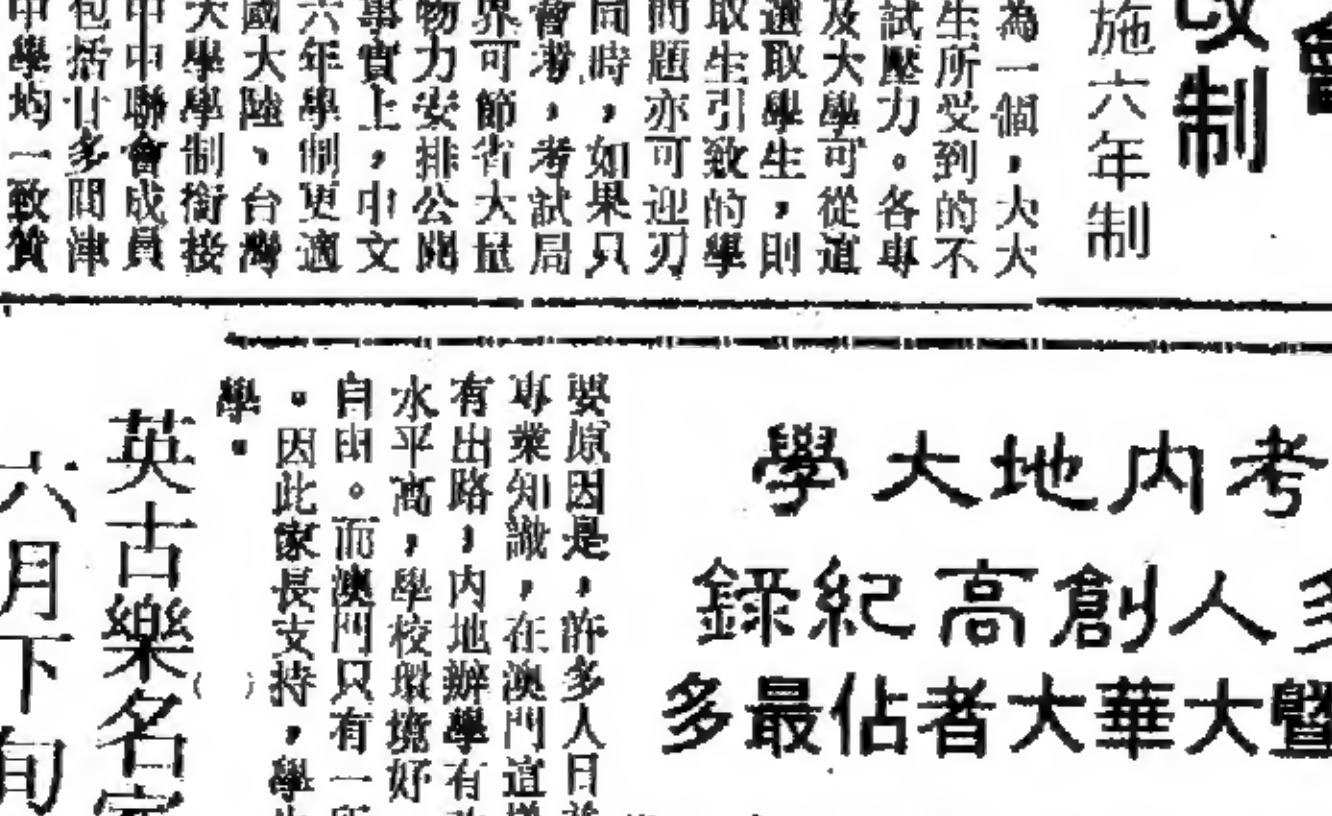 會
改制
施六年制
為一個，大大
生所受到的不
試壓力。各專
及大學可從道
選取學生，則
取生引致的學
問題亦可迎刃
同時，如果只
會考，考試局
界可節省大量
物力安排公開
事實上，中文
六年學制更適
國大陸、台灣
大學學制銜接
中中聯會成員
包括廿多間津
中學均一致贊
考內地大學
人創高紀錄
暨大華大者佔最多
要原因是，許多人日
專業知識，在澳門這
有出路，內地辦學有
水平高，學校環境好
自由。而澳門只有一所
。因此家長支持，學
學。
英古樂名家
六月下旬